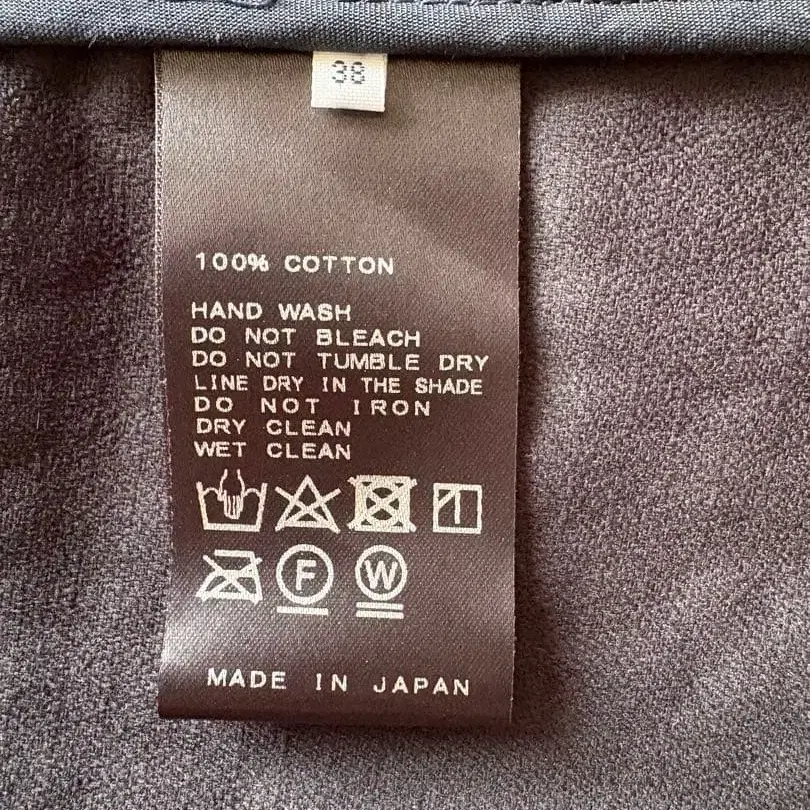 38
100% COTTON
HAND WASH
DO NOT BLEACH
DO NOT TUMBLE DRY
LINE DRY IN THE SHADE
DO NOT IRON
DRY CLEAN
WET CLEAN
F W
MADE IN JAPAN